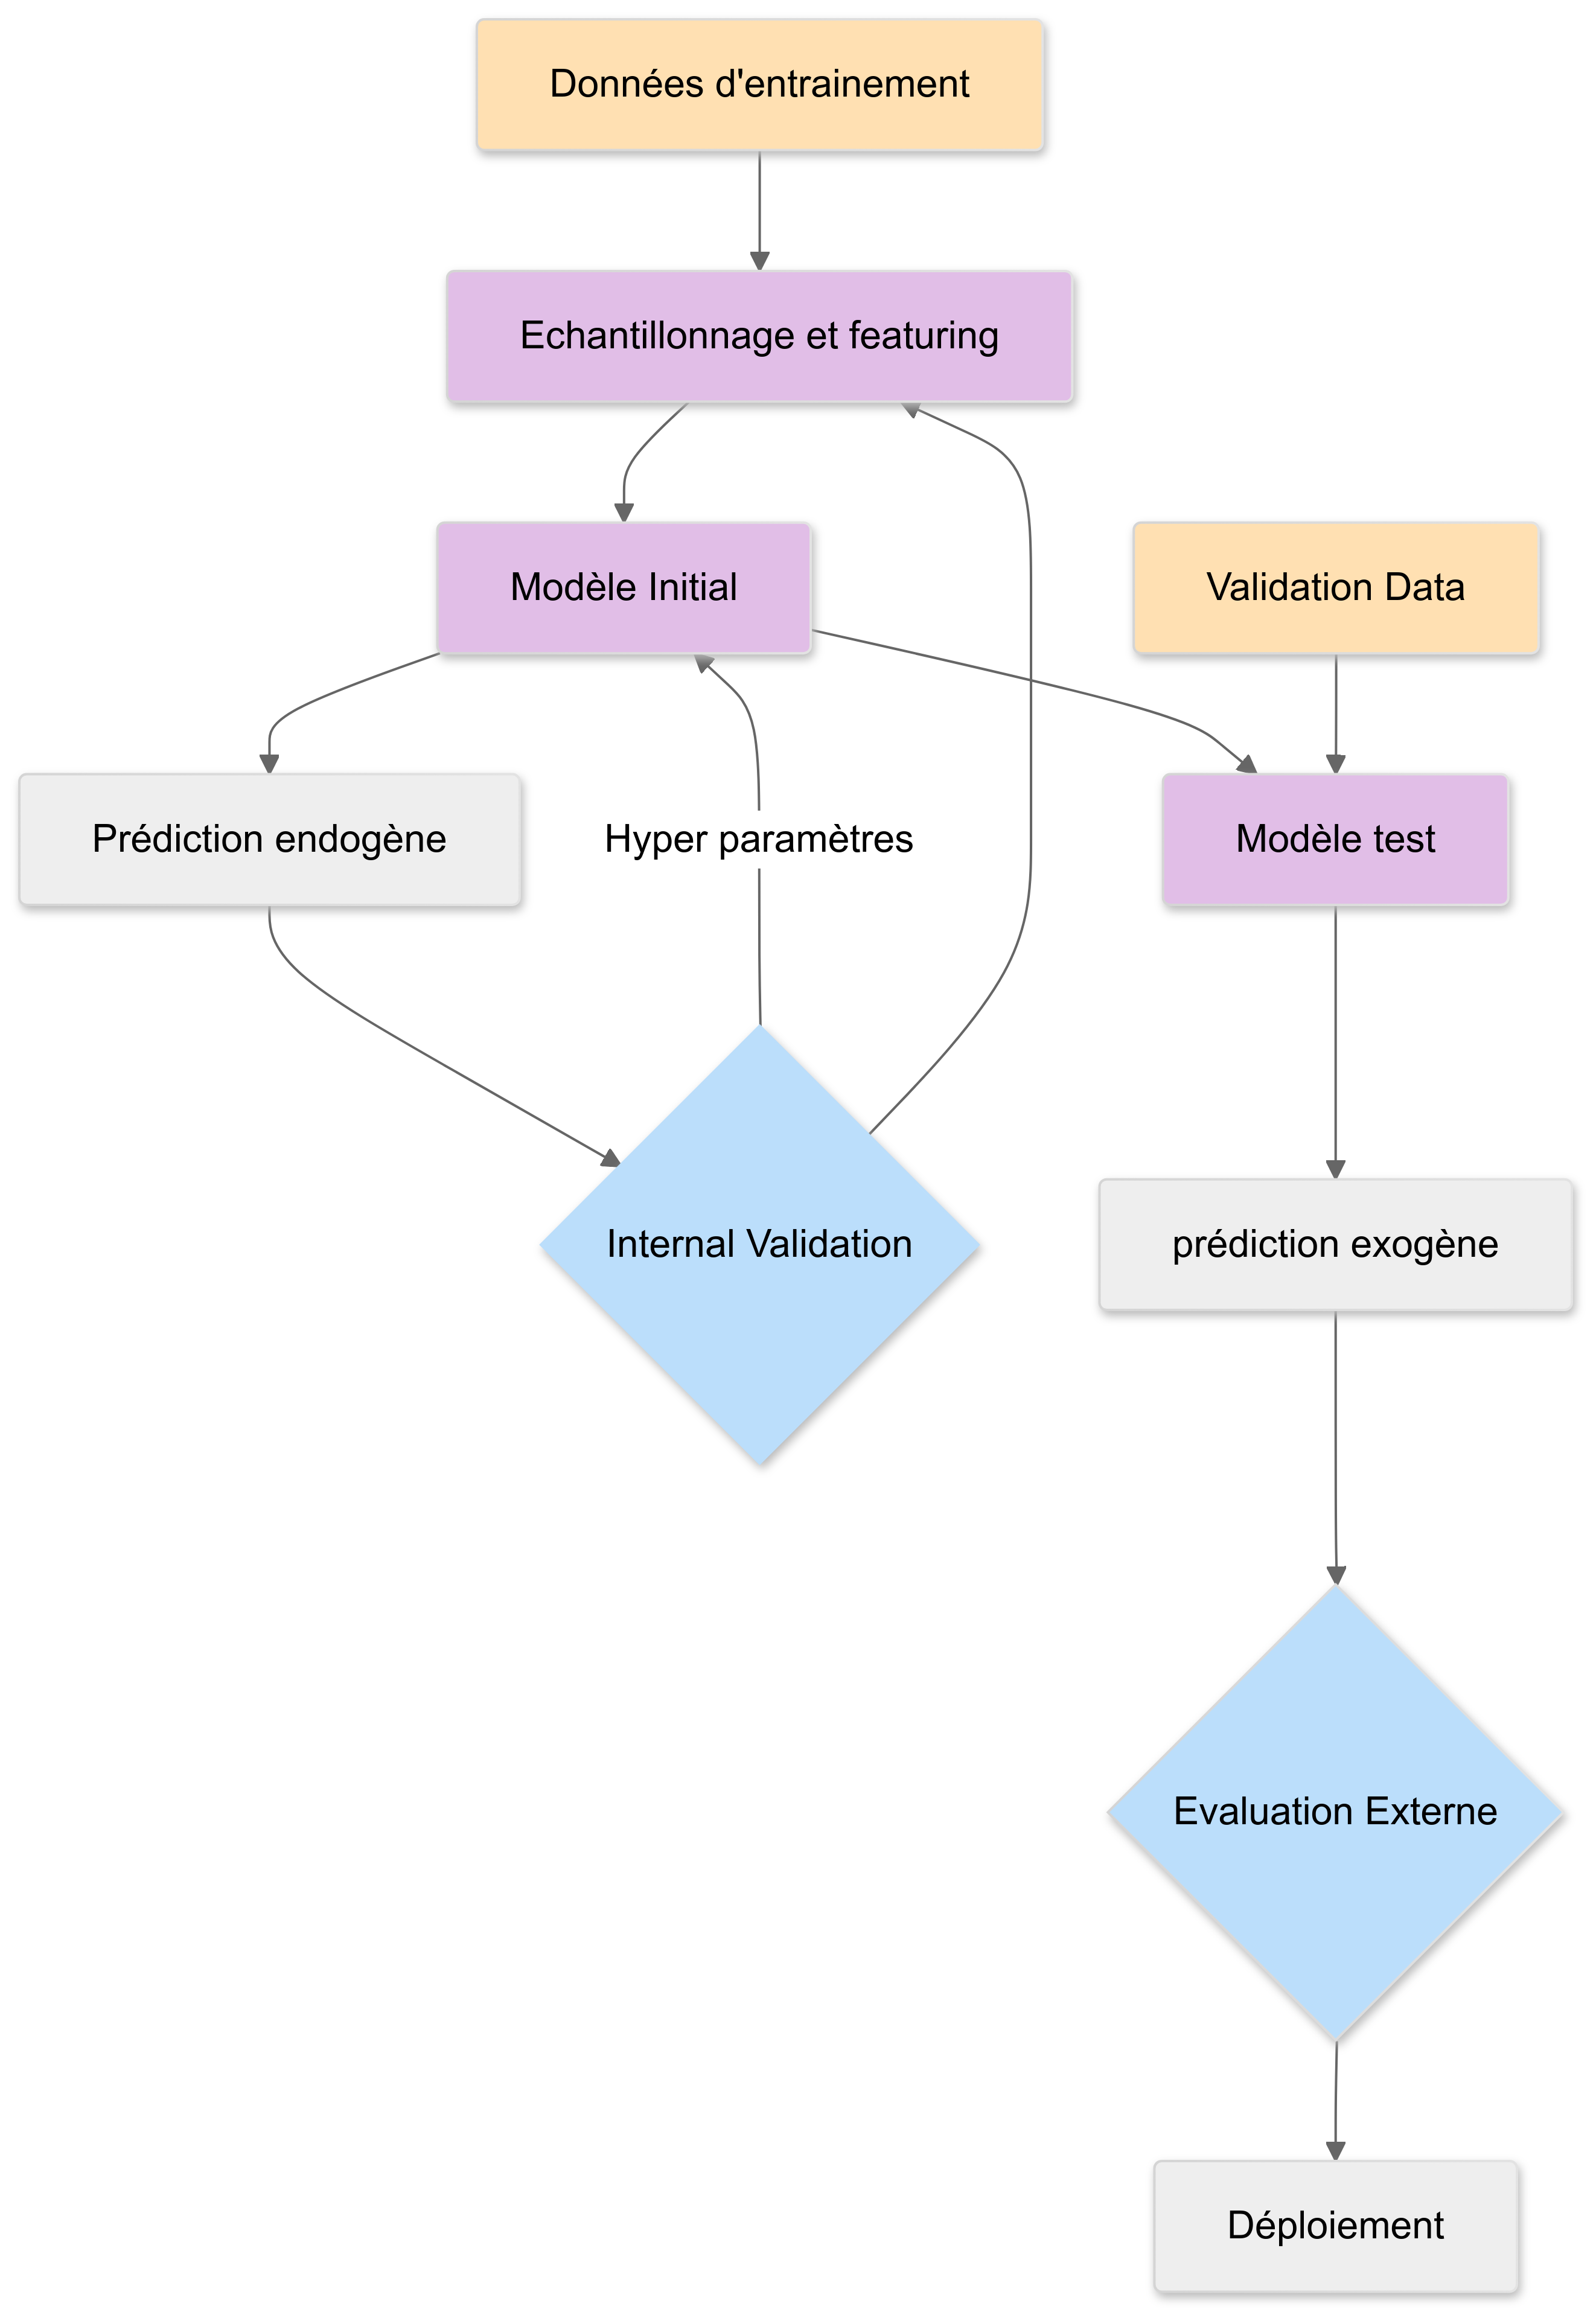 Données d'entrainement
Echantillonnage et featuring
Modèle Initial
Validation Data
Prédiction endogène
Hyper paramètres
Modèle test
Internal Validation
prédiction exogène
Evaluation Externe
Déploiement